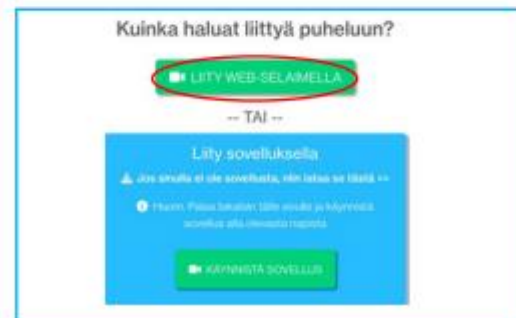 Kuinka haluat liittyä puheluun?
LIITY WEB-SELAIMELLA
-- TAI --
Liity sovelluksella
Jos sinulla ei ole sovellusta, niin lataa se tästä >>
Huom. Palaa takaisin tälle sivulle ja käynnistä
sovellus alla olevasta napista.
KÄYNNISTÄ SOVELLUS